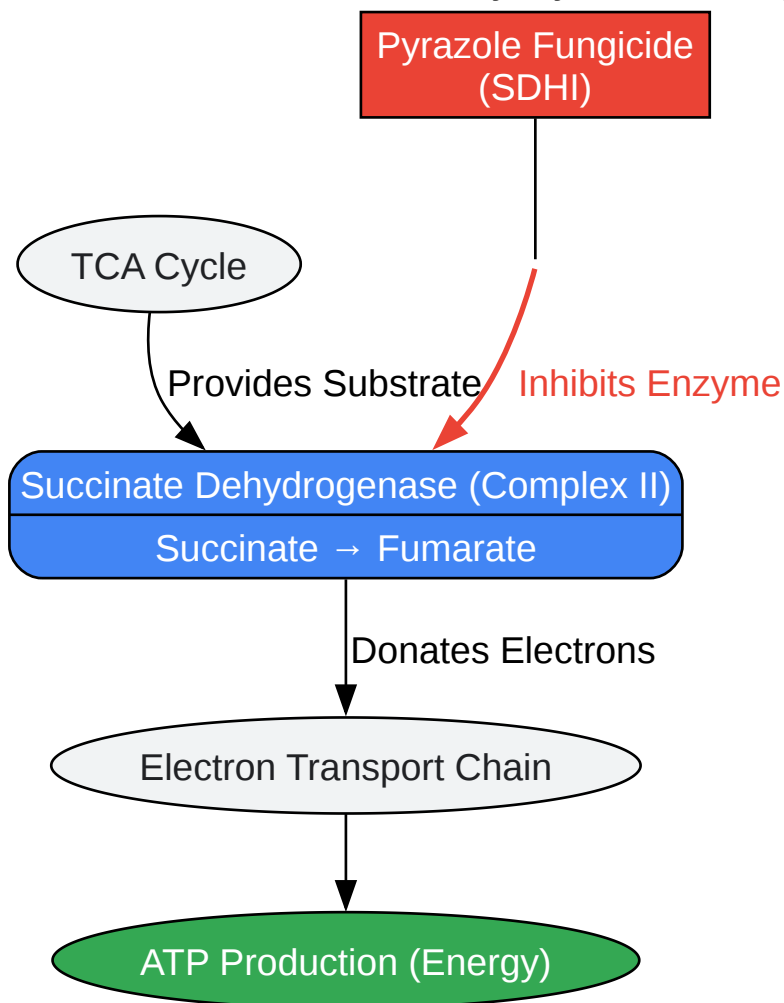 Pyrazole Fungicide
(SDHI)
TCA Cycle
Provides Substrate
Inhibits Enzyme
Succinate Dehydrogenase (Complex II)
Succinate → Fumarate
Donates Electrons
Electron Transport Chain
ATP Production (Energy)